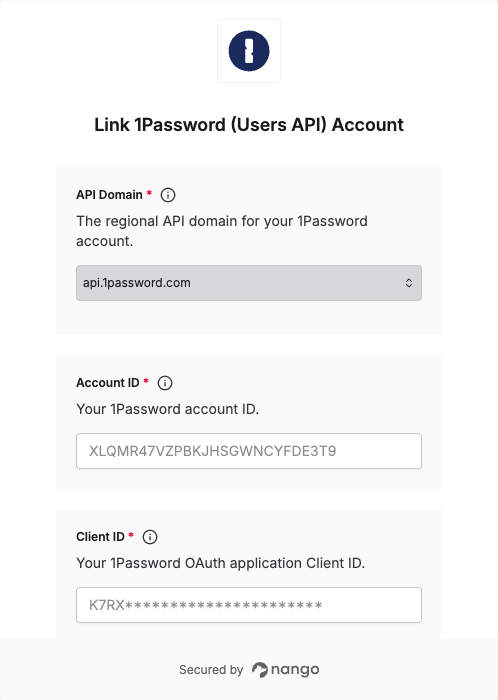 Link 1Password (Users API) Account
API Domain *
The regional API domain for your 1Password
account.
api.1password.com
Account ID *
Your 1Password account ID.
XLQMR47VZPBKJHSGWNCYFDE3T9
Client ID *
Your 1Password OAuth application Client ID.
K7RX**********************
Secured by nango